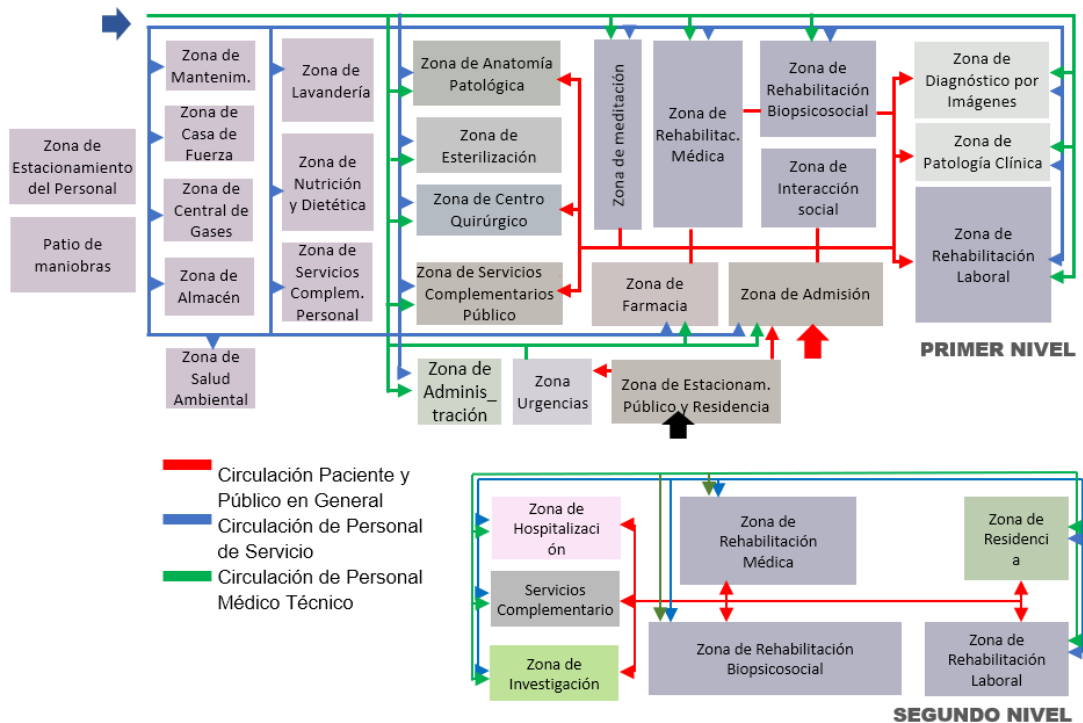 Zona de
Mantenim.
Zona de
Casa de
Fuerza
Zona de
Estacionamiento
del Personal
Zona de
Central de
Gases
Patio de
maniobras
Zona de
Almacén
Zona de
Lavandería
Zona de
Nutrición
y Dietética
Zona de
Servicios
Complem.
Personal
Zona de
Salud
Ambiental
Zona de Anatomía
Patológica
Zona de
Esterilización
Zona de Centro
Quirúrgico
Zona de Servicios
Complementarios
Público
Zona de meditación
Zona de
Rehabilitac.
Médica
Zona de
Rehabilitación
Biopsicosocial
Zona de
Interacción
social
Zona de
Diagnóstico por
Imágenes
Zona de
Patología Clínica
Zona de
Rehabilitación
Laboral
Zona de
Farmacia
Zona de Admisión
PRIMER NIVEL
Zona de
Adminis_
tración
Zona
Urgencias
Zona de Estacionam.
Público y Residencia
Circulación Paciente y
Público en General
Circulación de Personal
de Servicio
Circulación de Personal
Médico Técnico
Zona de
Hospitalizaci
ón
Servicios
Complementario
Zona de
Investigación
Zona de
Rehabilitación
Médica
Zona de
Residenci
a
Zona de Rehabilitación
Biopsicosocial
Zona de
Rehabilitación
Laboral
SEGUNDO NIVEL